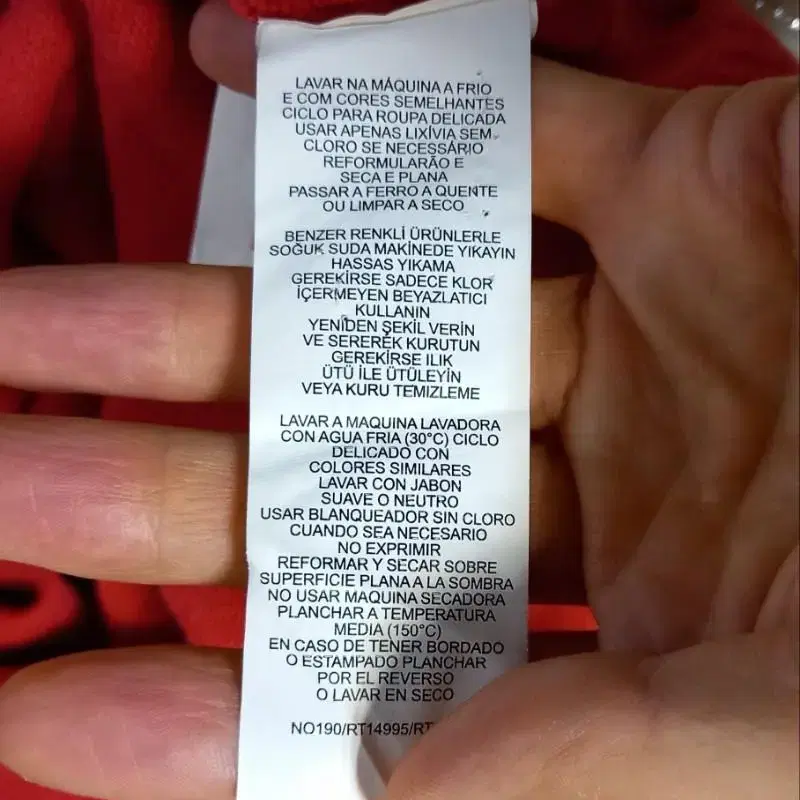 LAVAR NA MÁQUINA A FRIO
E COM CORES SEMELHANTES
CICLO PARA ROUPA DELICADA
USAR APENAS LIXÍVIA SEM
CLORO SE NECESSÁRIO
REFORMULARÃO E
SECA E PLANA
PASSAR A FERRO A QUENTE
OU LIMPAR A SECO
BENZER RENKLİ ÜRÜNLERLE
SOĞUK SUDA MAKİNEDE YIKAYIN
HASSAS YIKAMA
GEREKİRSE SADECE KLOR
İÇERMEYEN BEYAZLATICI
KULLANIN
YENİDEN ŞEKİL VERİN
VE SEREREK KURUTUN
GEREKİRSE ILIK
ÜTÜ İLE ÜTÜLEYİN
VEYA KURU TEMİZLEME
LAVAR A MAQUINA LAVADORA
CON AGUA FRIA (30°C) CICLO
DELICADO CON
COLORES SIMILARES
LAVAR CON JABON
SUAVE O NEUTRO
USAR BLANQUEADOR SIN CLORO
CUANDO SEA NECESARIO
NO EXPRIMIR
REFORMAR Y SECAR SOBRE
SUPERFICIE PLANA A LA SOMBRA
NO USAR MAQUINA SECADORA
PLANCHAR A TEMPERATURA
MEDIA (150°C)
EN CASO DE TENER BORDADO
O ESTAMPADO PLANCHAR
POR EL REVERSO
O LAVAR EN SECO
NO190/RT14995/RT